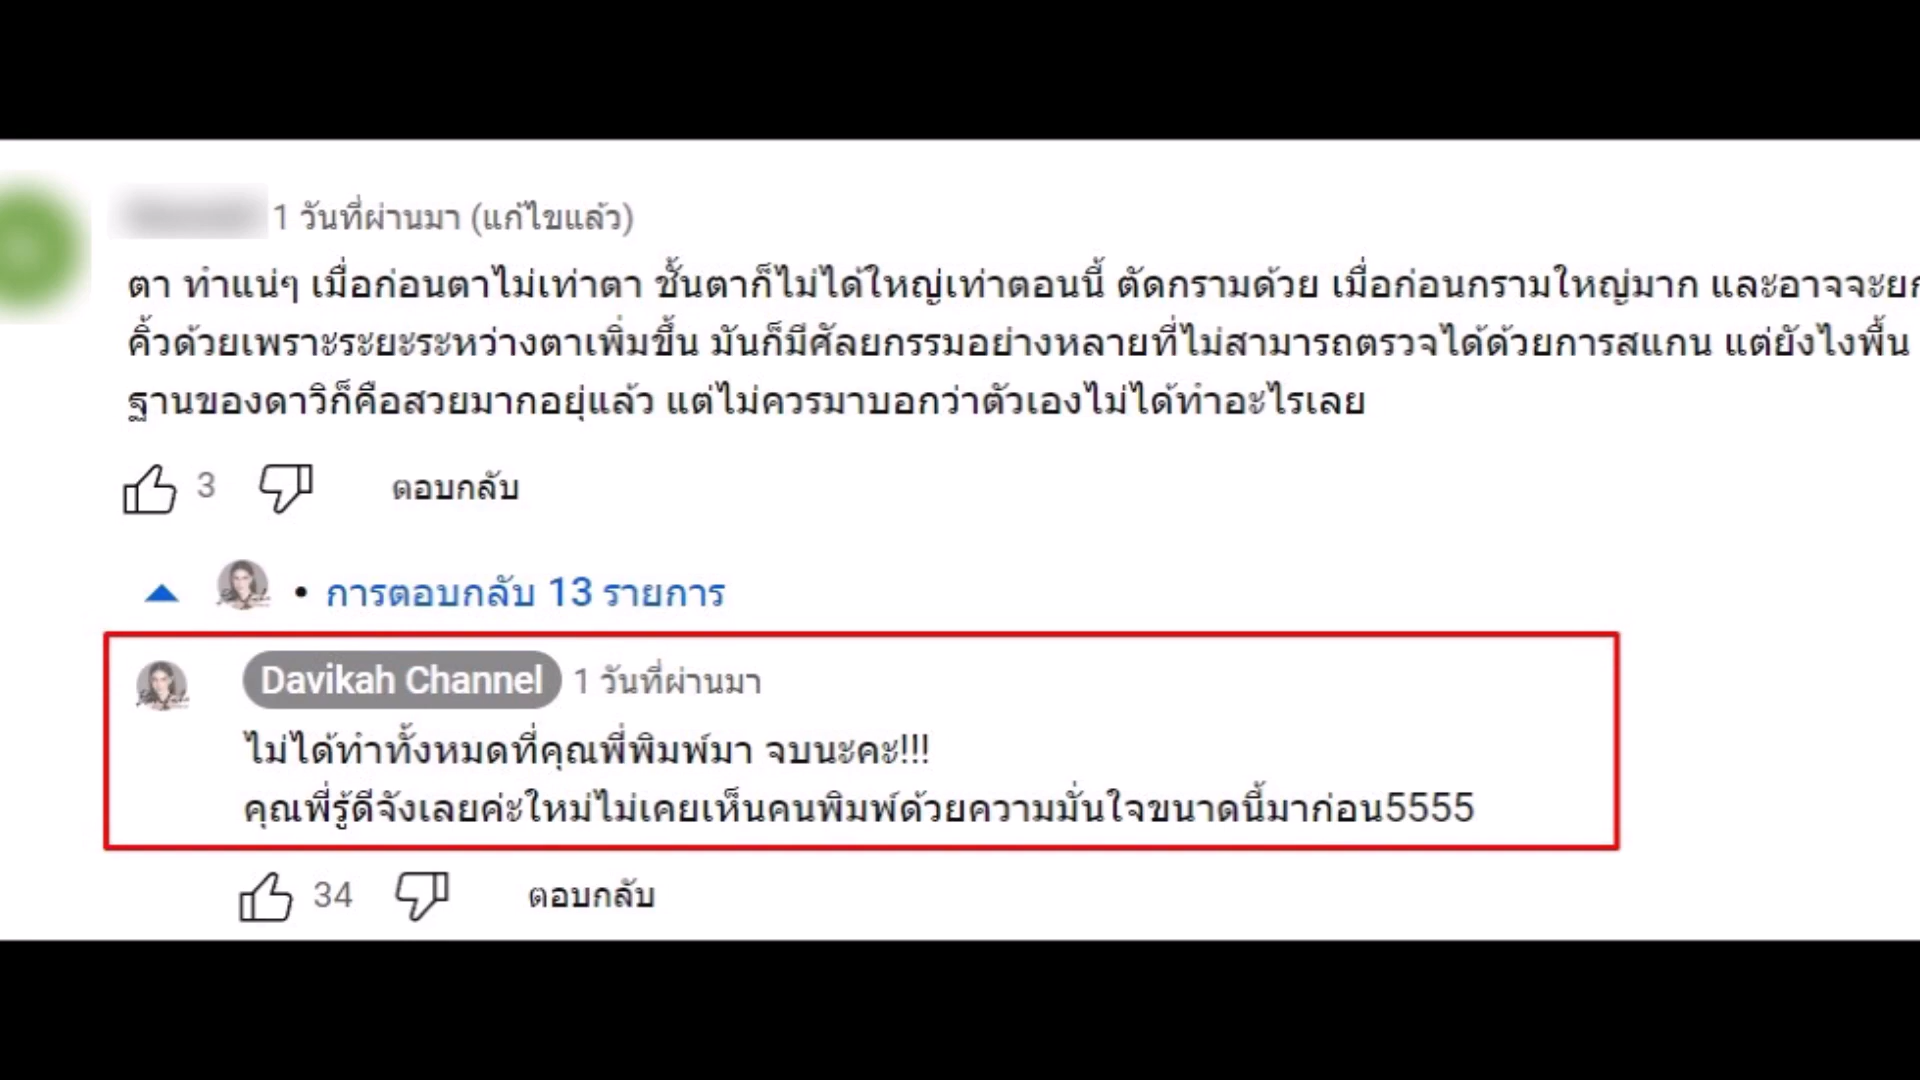 1 วันที่ผ่านมา (แก้ไขแล้ว)
ตา ทำแน่ๆ เมื่อก่อนตาไม่เท่าตา ชั้นตาก็ไม่ได้ใหญ่เท่าตอนนี้ ตัดกรามด้วย เมื่อก่อนกรามใหญ่มาก และอาจจะยก
คิ้วด้วยเพราะระยะระหว่างตาเพิ่มขึ้น มันก็มีศัลยกรรมอย่างหลายที่ไม่สามารถตรวจได้ด้วยการสแกน แต่ยังไงพื้น
ฐานของดาวิก็คือสวยมากอยุ่แล้ว แต่ไม่ควรมาบอกว่าตัวเองไม่ได้ทำอะไรเลย
3 ตอบกลับ
• การตอบกลับ 13 รายการ
Davikah Channel 1 วันที่ผ่านมา
ไม่ได้ทำทั้งหมดที่คุณพี่พิมพ์มา จบนะคะ!!!
คุณพี่รู้ดีจังเลยค่ะใหม่ไม่เคยเห็นคนพิมพ์ด้วยความมั่นใจขนาดนี้มาก่อน5555
34 ตอบกลับ